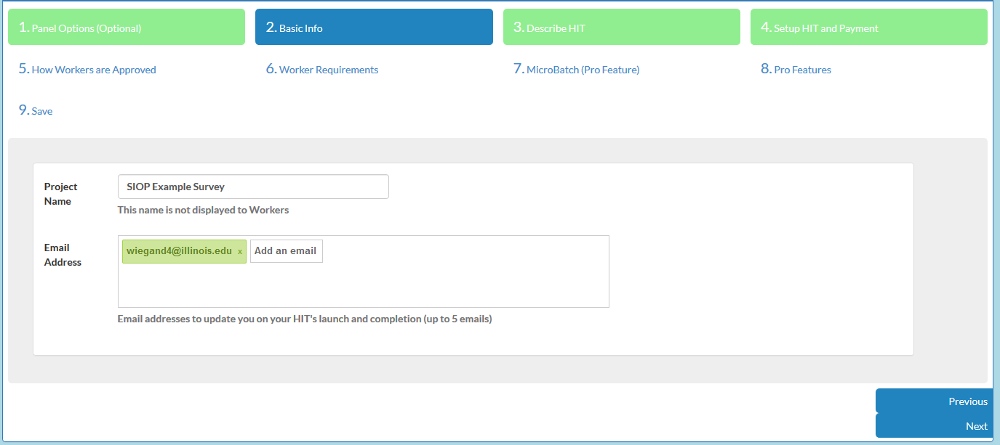 1. Panel Options (Optional)
2. Basic Info
3. Describe HIT
4. Setup HIT and Payment
5. How Workers are Approved
6. Worker Requirements
7. MicroBatch (Pro Feature)
8. Pro Features
9. Save
Project
Name
SIOP Example Survey
This name is not displayed to Workers
Email
Address
wiegand4@illinois.edu x
Add an email
Email addresses to update you on your HIT's launch and completion (up to 5 emails)
Previous
Next